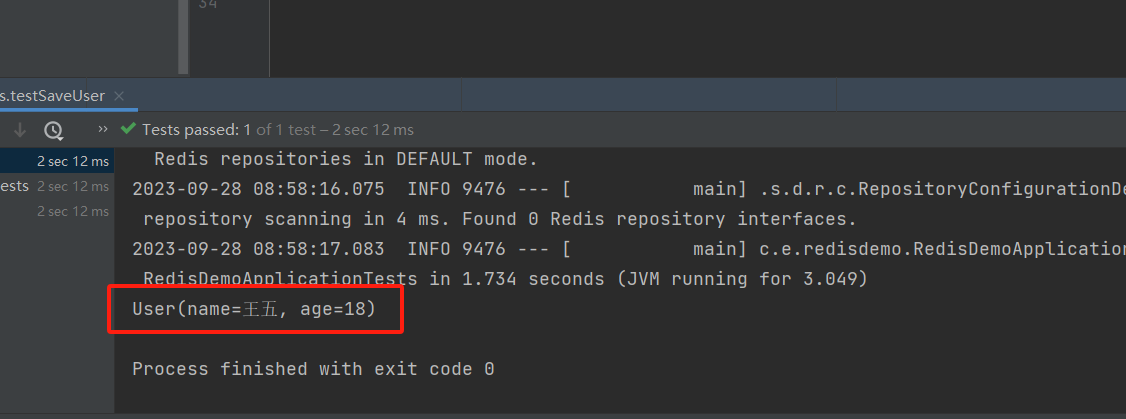 34
s.testSaveUser ×
» Tests passed: 1 of 1 test – 2 sec 12 ms
2 sec 12 ms
ests 2 sec 12 ms
2 sec 12 ms
Redis repositories in DEFAULT mode.
2023-09-28 08:58:16.075  INFO 9476 --- [           main] .s.d.r.c.RepositoryConfigurationDe
repository scanning in 4 ms. Found 0 Redis repository interfaces.
2023-09-28 08:58:17.083  INFO 9476 --- [           main] c.e.redisdemo.RedisDemoApplication
RedisDemoApplicationTests in 1.734 seconds (JVM running for 3.049)
User(name=王五, age=18)
Process finished with exit code 0